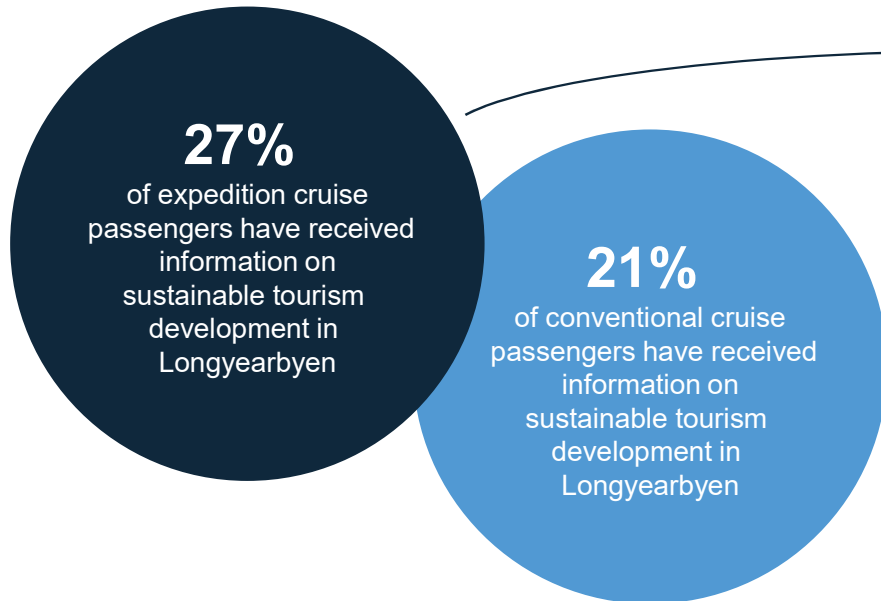 27%
of expedition cruise
passengers have received
information on
sustainable tourism
development in
Longyearbyen
21%
of conventional cruise
passengers have received
information on
sustainable tourism
development in
Longyearbyen